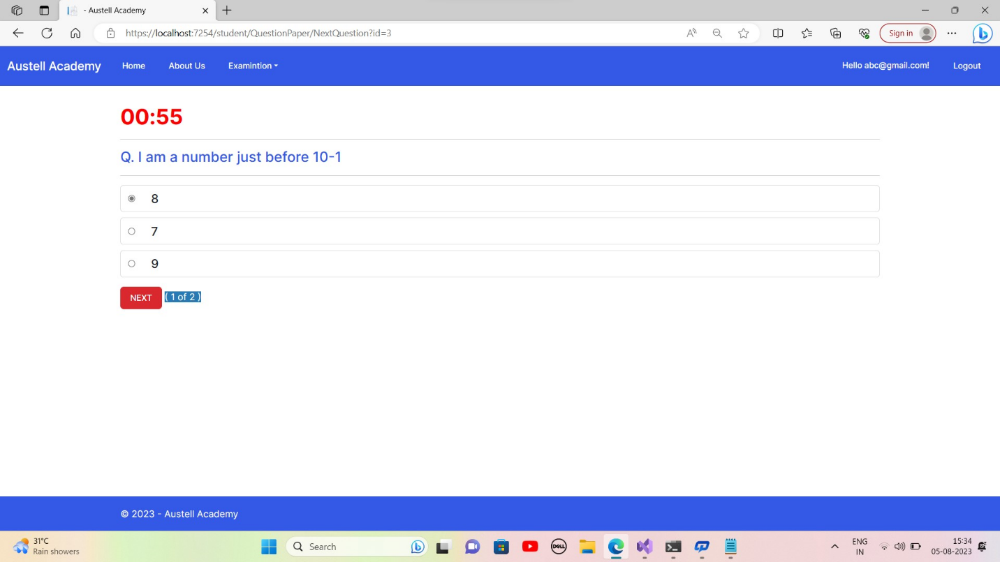 - Austell Academy
https://localhost:7254/student/QuestionPaper/NextQuestion?id=3
Sign in
Austell Academy
Home
About Us
Examintion
Hello abc@gmail.com!
Logout
00:55
Q. I am a number just before 10-1
8
7
9
NEXT
( 1 of 2 )
© 2023 - Austell Academy
31°C
Rain showers
Search
DELL
ENG
IN
15:34
05-08-2023